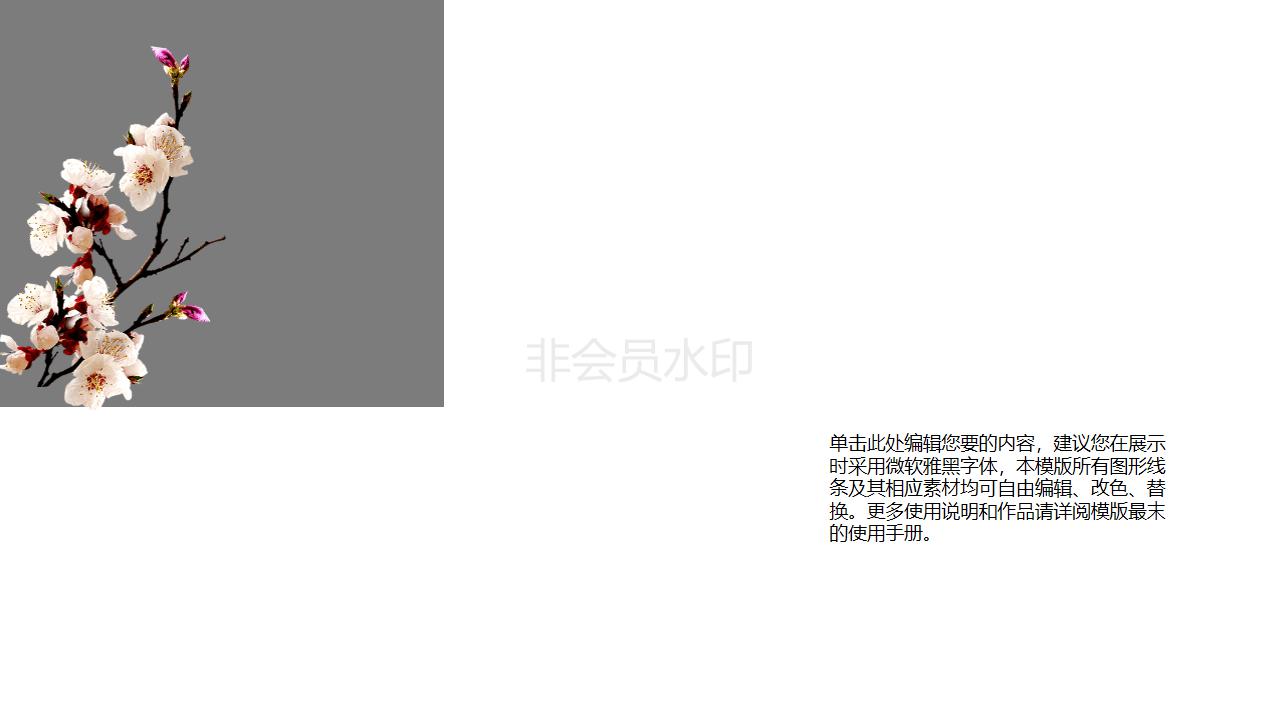 非会员水印
单击此处编辑您要的内容，建议您在展示
时采用微软雅黑字体，本模版所有图形线
条及其相应素材均可自由编辑、改色、替
换。更多使用说明和作品请详阅模版最末
的使用手册。